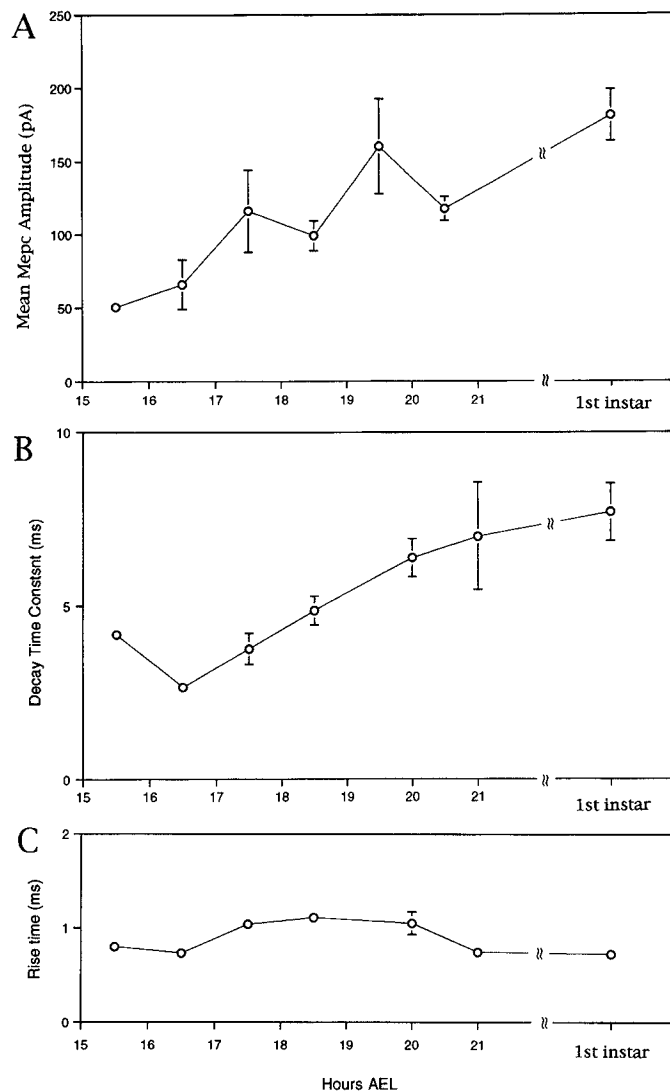 A
Mean Mepc Amplitude (pA)
250
200
150
100
50
0
15 16 17 18 19 20 21 1st instar
B
Decay Time Constsnt (ms)
10
5
0
15 16 17 18 19 20 21 1st instar
C
Rise time (ms)
2
1
0
15 16 17 18 19 20 21 1st instar
Hours AEL